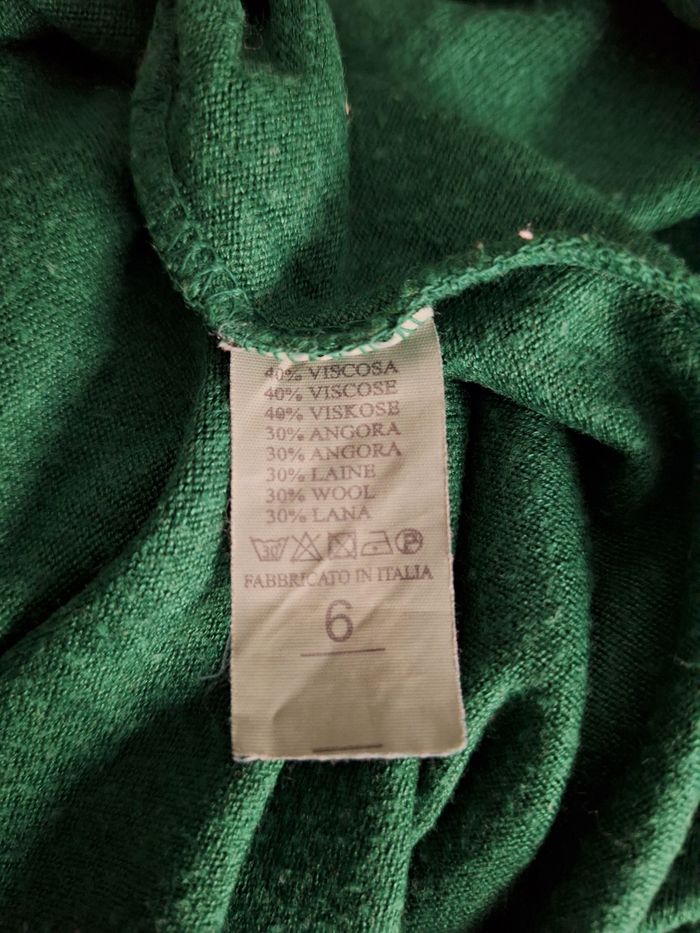 40% VISCOSA
40% VISCOSE
40% VISKOSE
30% ANGORA
30% ANGORA
30% LAINE
30% WOOL
30% LANA
30 P
FABBRICATO IN ITALIA
6